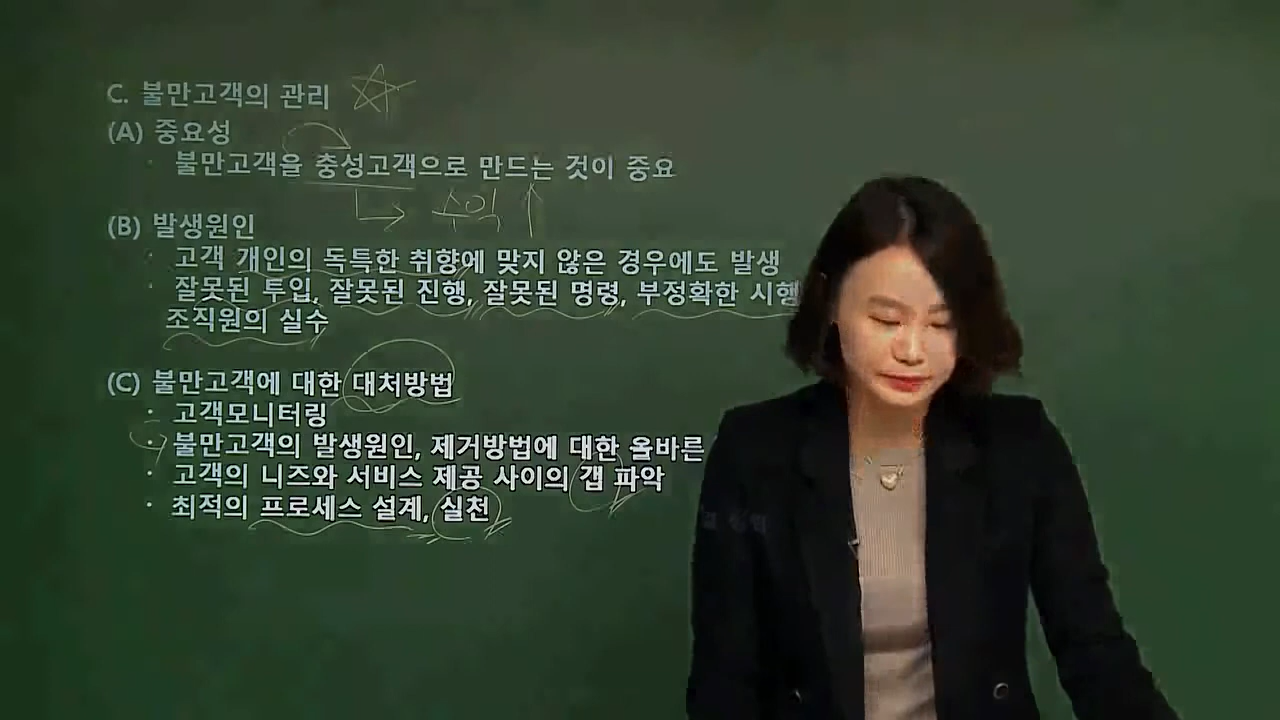 C. 불만고객의 관리
(A) 중요성
· 불만고객을 충성고객으로 만드는 것이 중요
수익 ↑
(B) 발생원인
· 고객 개인의 독특한 취향에 맞지 않은 경우에도 발생
· 잘못된 투입, 잘못된 진행, 잘못된 명령, 부정확한 시행
조직원의 실수
(C) 불만고객에 대한 대처방법
· 고객모니터링
· 불만고객의 발생원인, 제거방법에 대한 올바른
· 고객의 니즈와 서비스 제공 사이의 갭 파악
· 최적의 프로세스 설계, 실천